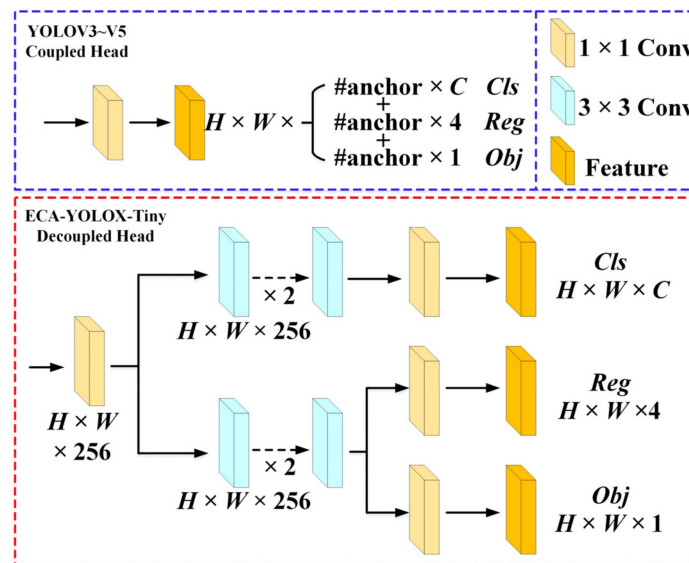 YOLOV3~V5
Coupled Head
H × W ×
#anchor × C Cls
+
#anchor × 4 Reg
+
#anchor × 1 Obj
1 × 1 Conv
3 × 3 Conv
Feature
ECA-YOLOX-Tiny
Decoupled Head
H × W
× 256
× 2
H × W × 256
Cls
H × W × C
× 2
H × W × 256
Reg
H × W ×4
Obj
H × W × 1